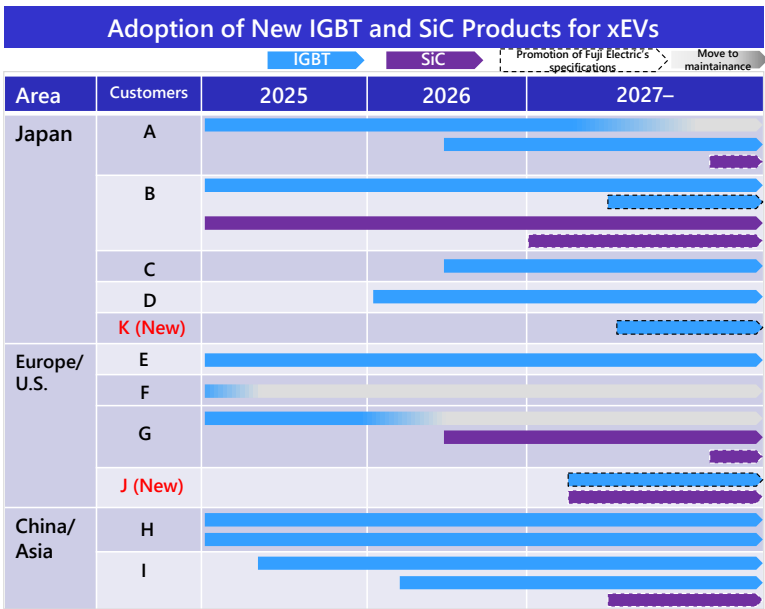 Adoption of New IGBT and SiC Products for xEVs
IGBT
SiC
Promotion of Fuji Electric's
specifications
Move to
maintainance
Area
Customers
2025
2026
2027–
Japan
A
B
C
D
K (New)
Europe/
U.S.
E
F
G
J (New)
China/
Asia
H
I